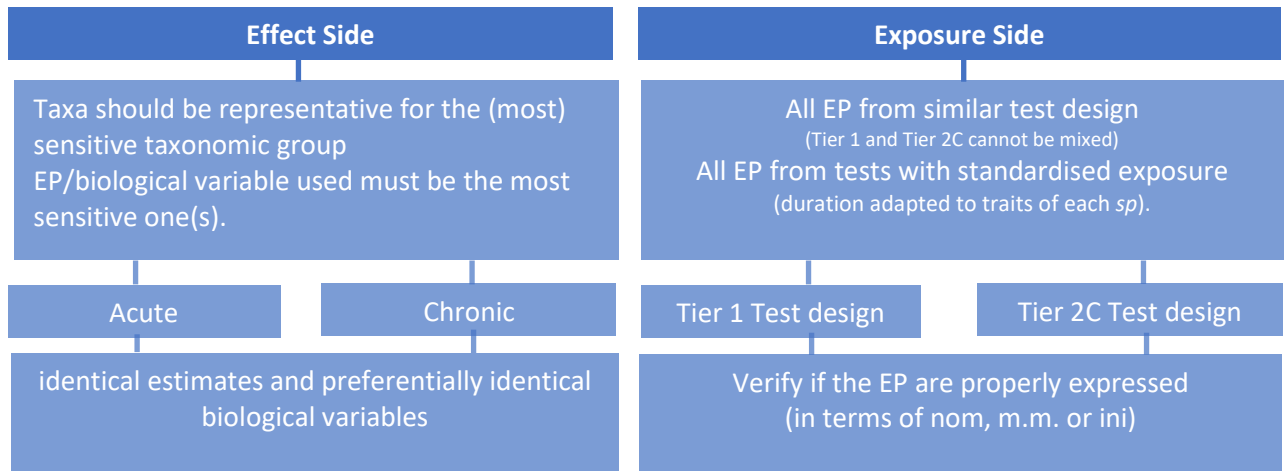 Effect Side
Taxa should be representative for the (most)
sensitive taxonomic group
EP/biological variable used must be the most
sensitive one(s).
Acute
Chronic
identical estimates and preferentially identical
biological variables
Exposure Side
All EP from similar test design
(Tier 1 and Tier 2C cannot be mixed)
All EP from tests with standardised exposure
(duration adapted to traits of each sp).
Tier 1 Test design
Tier 2C Test design
Verify if the EP are properly expressed
(in terms of nom, m.m. or ini)